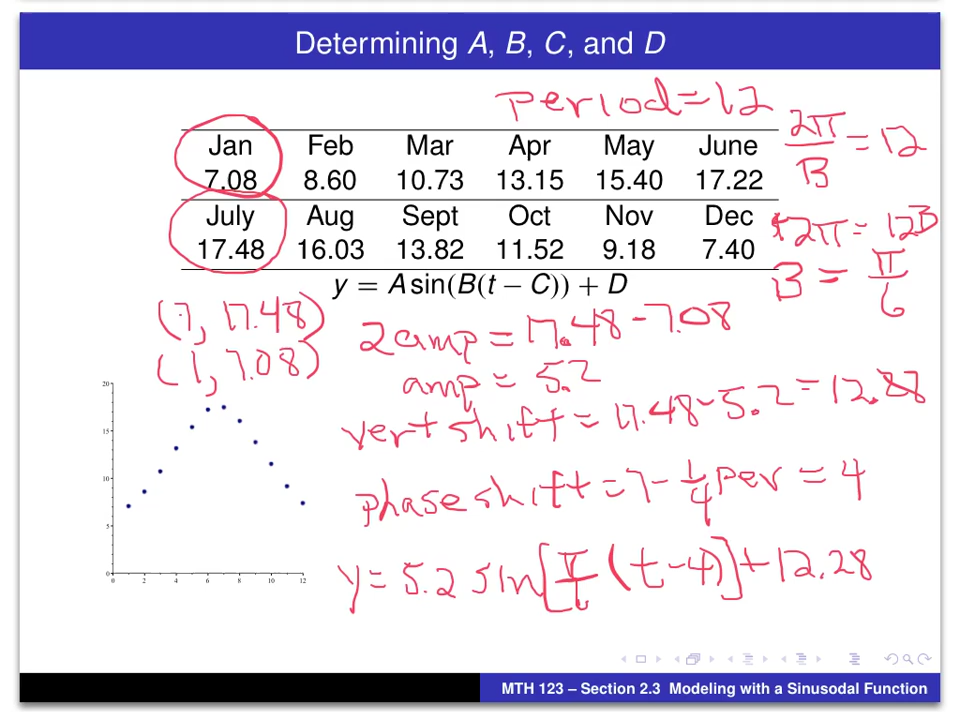 Determining A, B, C, and D
period = 12
Jan Feb Mar Apr May June
7.08 8.60 10.73 13.15 15.40 17.22
July Aug Sept Oct Nov Dec
17.48 16.03 13.82 11.52 9.18 7.40
y = A sin(B(t − C)) + D
2π/B = 12
2π = 12B
B = π/6
(7, 17.48)
(1, 7.08)
2amp = 17.48 - 7.08
amp = 5.2
vert shift = 17.48 - 5.2 = 12.28
phase shift = 7 - 1/4 per = 4
y = 5.2 sin[π/6 (t - 4)] + 12.28
20
15
10
5
0
0 2 4 6 8 10 12
MTH 123 – Section 2.3 Modeling with a Sinusodal Function